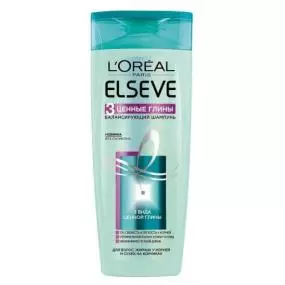 L'ORÉAL
PARIS
ELSEVE
3 ЦЕННЫЕ ГЛИНЫ
БАЛАНСИРУЮЩИЙ ШАМПУНЬ
НОВИНКА
3 ВИДА
ЦЕННОЙ ГЛИНЫ
ДЛЯ ВОЛОС, ЖИРНЫХ У КОРНЕЙ
И СУХИХ НА КОНЧИКАХ